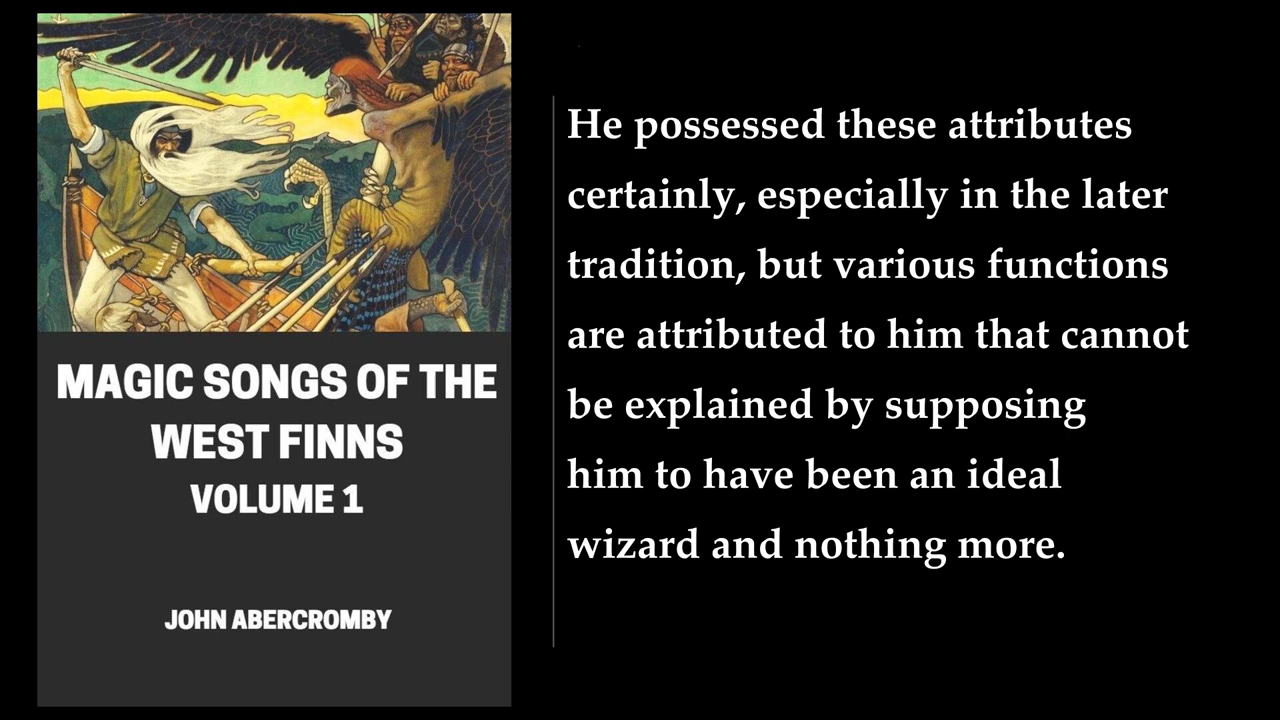 MAGIC SONGS OF THE
WEST FINNS
VOLUME 1
JOHN ABERCROMBY
He possessed these attributes
certainly, especially in the later
tradition, but various functions
are attributed to him that cannot
be explained by supposing
him to have been an ideal
wizard and nothing more.